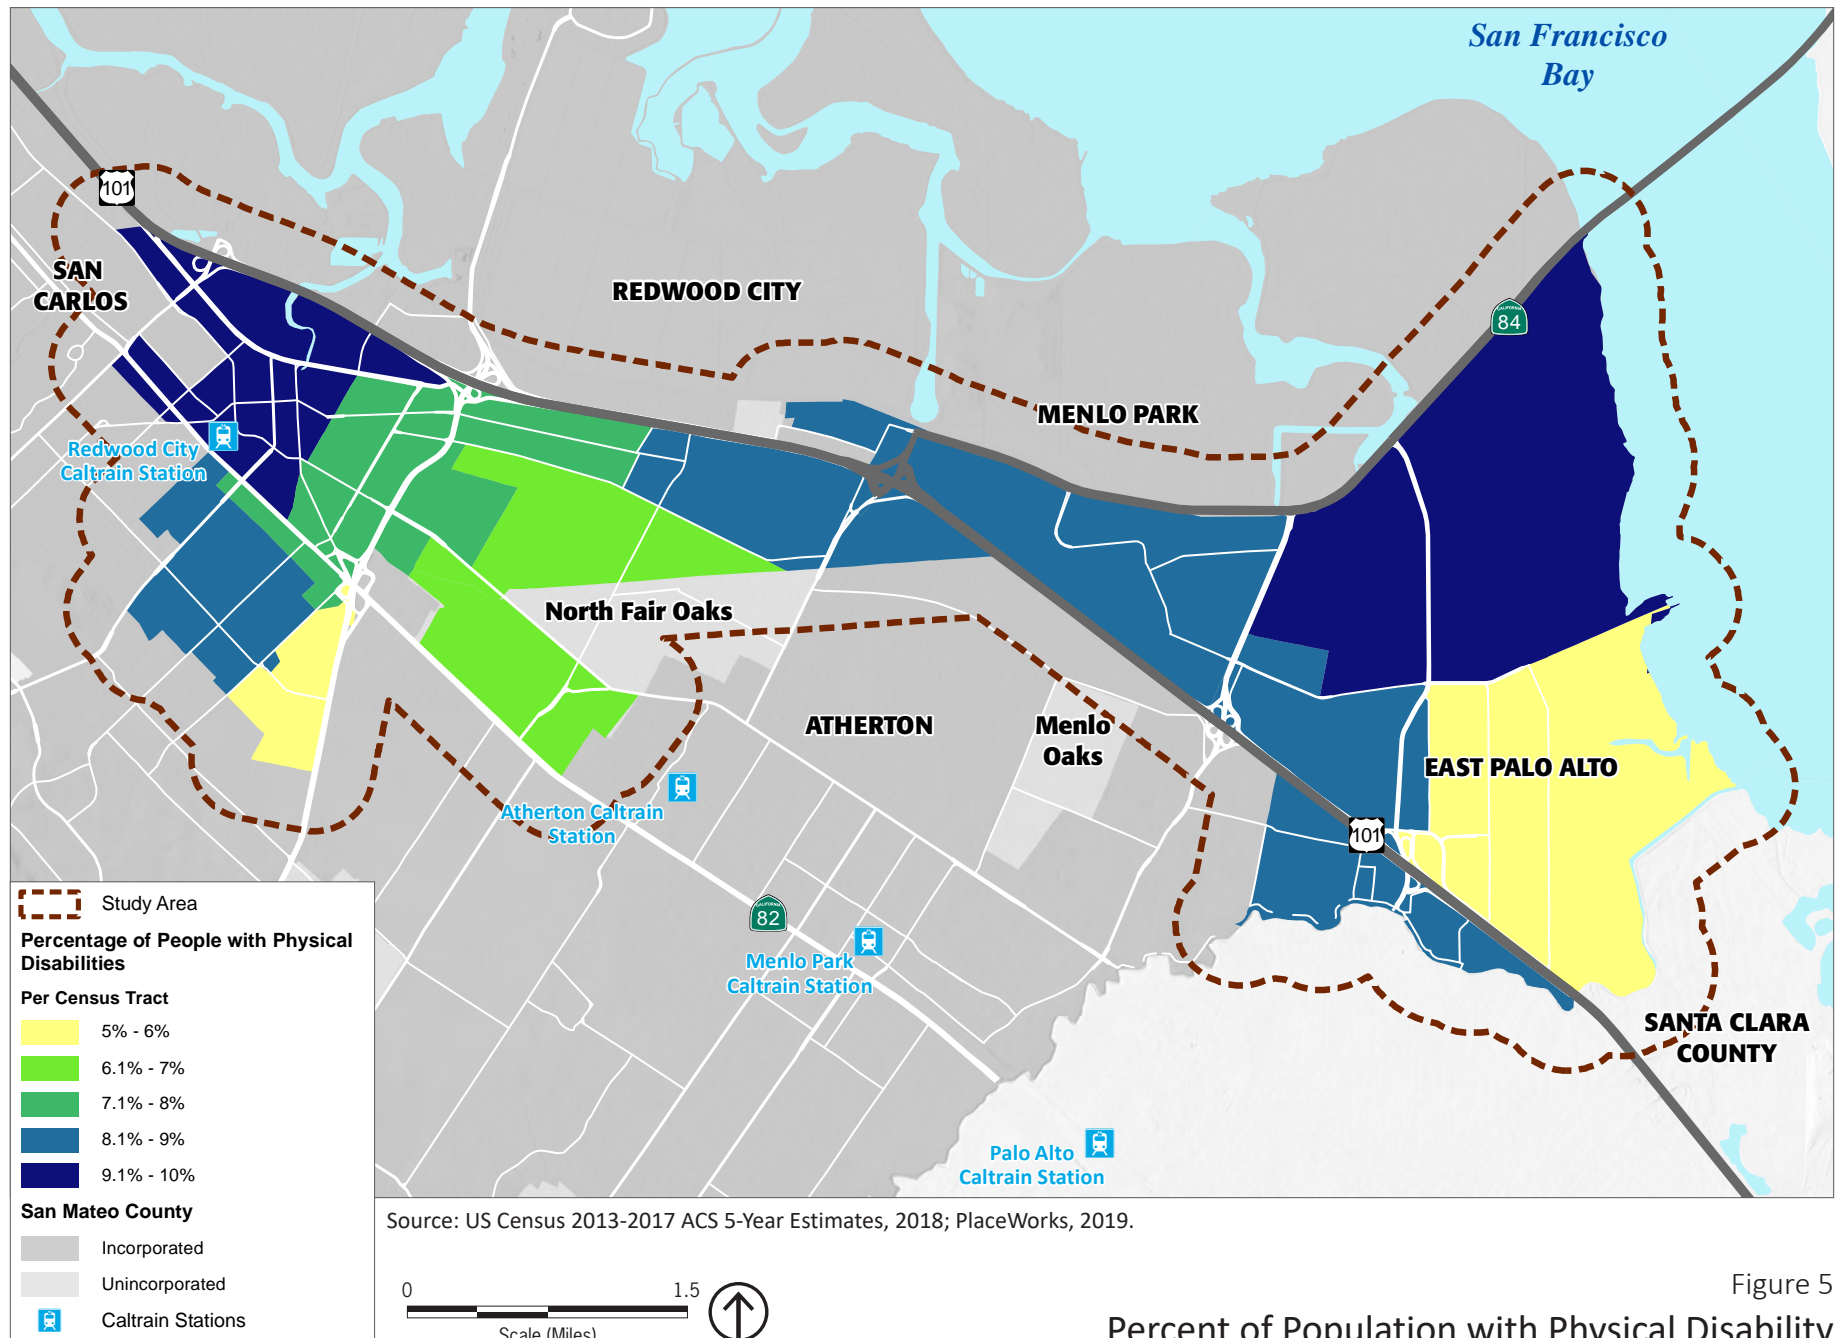 San Francisco
Bay
101
SAN
CARLOS
REDWOOD CITY
CALIFORNIA
84
MENLO PARK
Redwood City
Caltrain Station
North Fair Oaks
ATHERTON
Menlo
Oaks
EAST PALO ALTO
Atherton Caltrain
Station
101
CALIFORNIA
82
Menlo Park
Caltrain Station
SANTA CLARA
COUNTY
Palo Alto
Caltrain Station
Study Area
Percentage of People with Physical
Disabilities
Per Census Tract
5% - 6%
6.1% - 7%
7.1% - 8%
8.1% - 9%
9.1% - 10%
San Mateo County
Incorporated
Unincorporated
Caltrain Stations
Source: US Census 2013-2017 ACS 5-Year Estimates, 2018; PlaceWorks, 2019.
0 1.5
Scale (Miles)
Figure 5
Percent of Population with Physical Disability